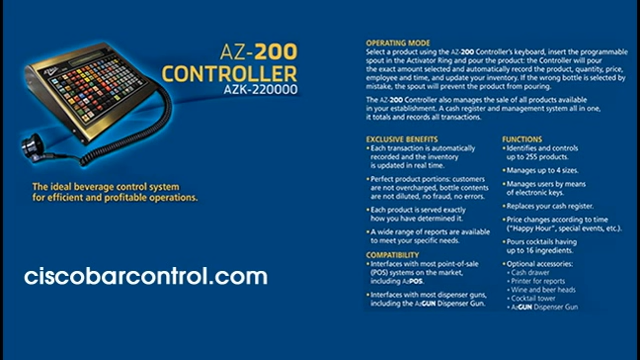 AZ-200
CONTROLLER
AZK-220000
The ideal beverage control system
for efficient and profitable operations.
ciscobarcontrol.com
OPERATING MODE
Select a product using the AZ-200 Controller's keyboard, insert the programmable
spout in the Activator Ring and pour the product: the Controller will pour
the exact amount selected and automatically record the product, quantity, price,
employee and time, and update your inventory. If the wrong bottle is selected by
mistake, the spout will prevent the product from pouring.
The AZ-200 Controller also manages the sale of all products available
in your establishment. A cash register and management system all in one,
it totals and records all transactions.
EXCLUSIVE BENEFITS
• Each transaction is automatically
recorded and the inventory
is updated in real time.
• Perfect product portions: customers
are not overcharged, bottle contents
are not diluted, no fraud, no errors.
• Each product is served exactly
how you have determined it.
• A wide range of reports are available
to meet your specific needs.
COMPATIBILITY
• Interfaces with most point-of-sale
(POS) systems on the market,
including AzPOS.
• Interfaces with most dispenser guns,
including the AzGUN Dispenser Gun.
FUNCTIONS
• Identifies and controls
up to 255 products.
• Manages up to 4 sizes.
• Manages users by means
of electronic keys.
• Replaces your cash register.
• Price changes according to time
("Happy Hour", special events, etc.).
• Pours cocktails having
up to 16 ingredients.
• Optional accessories:
• Cash drawer
• Printer for reports
• Wine and beer heads
• Cocktail tower
• AzGUN Dispenser Gun